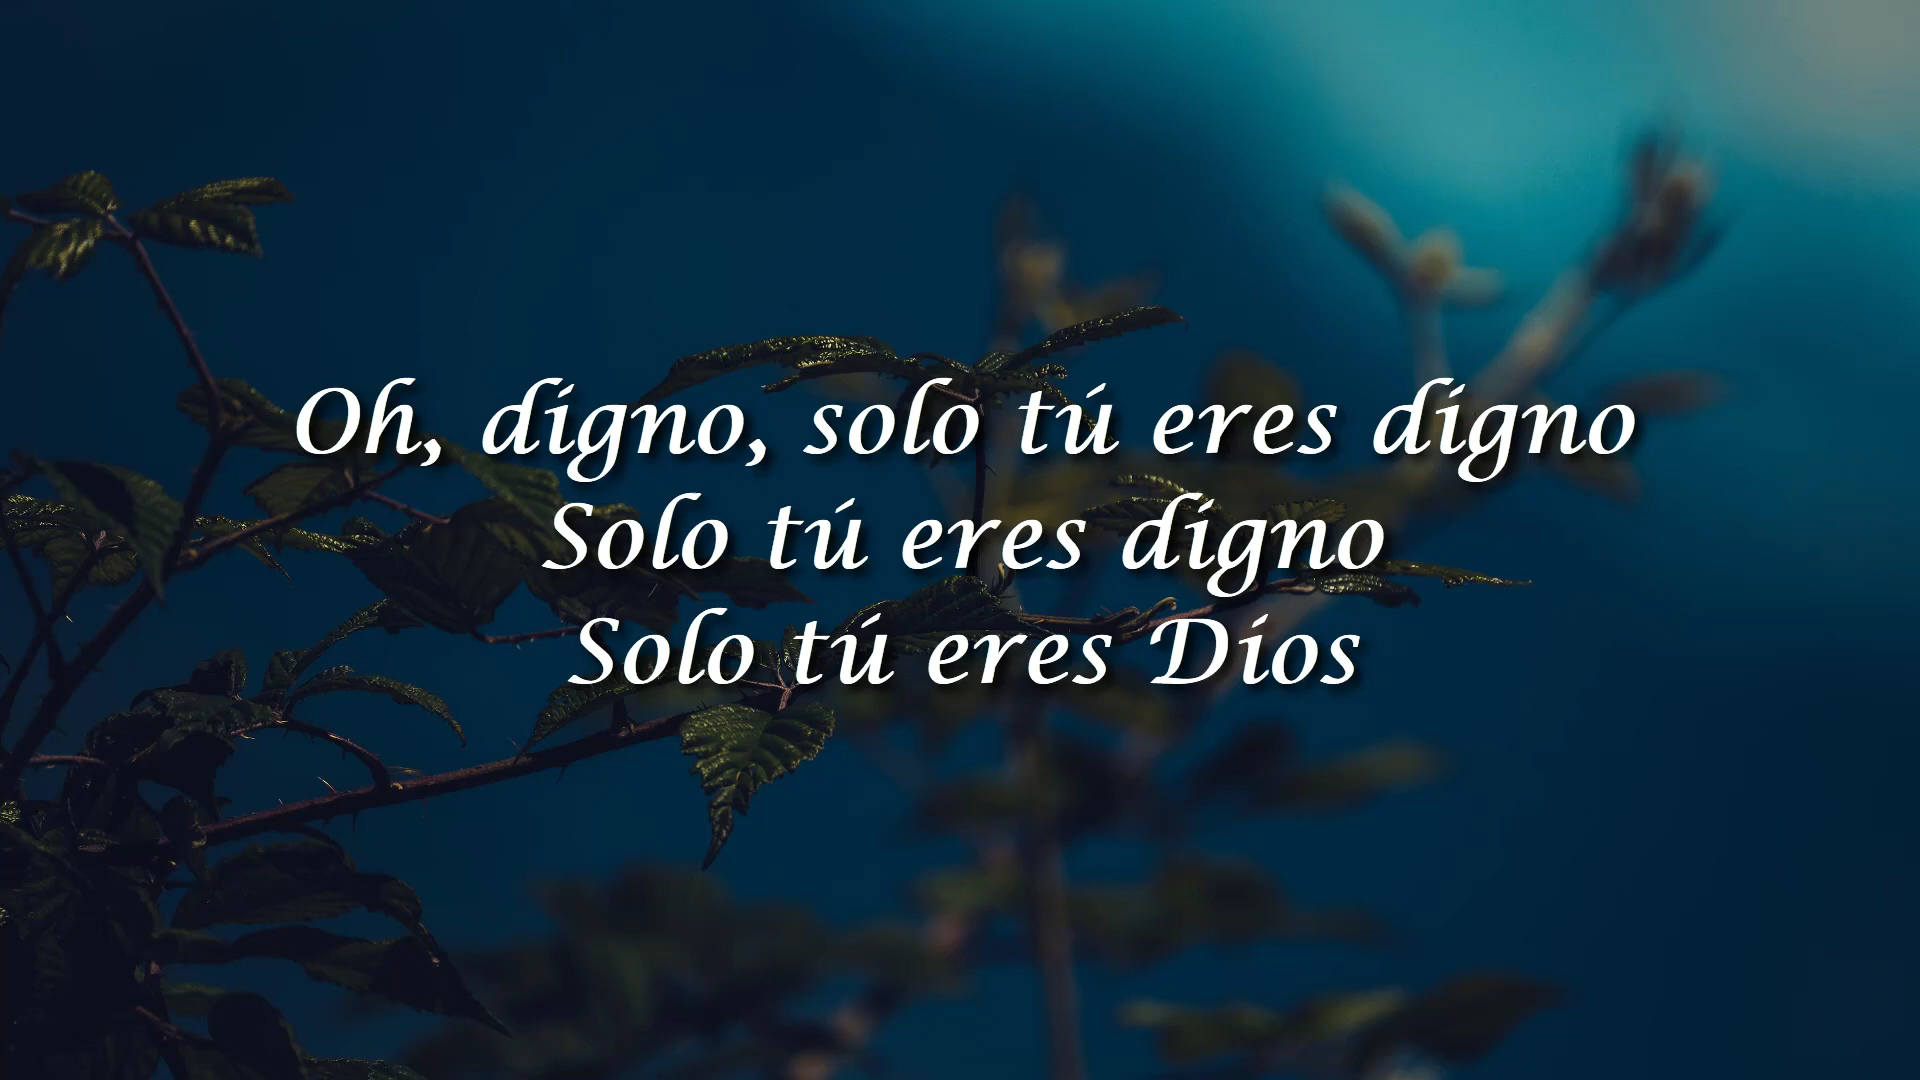 Oh, digno, solo tú eres digno
Solo tú eres digno
Solo tú eres Dios